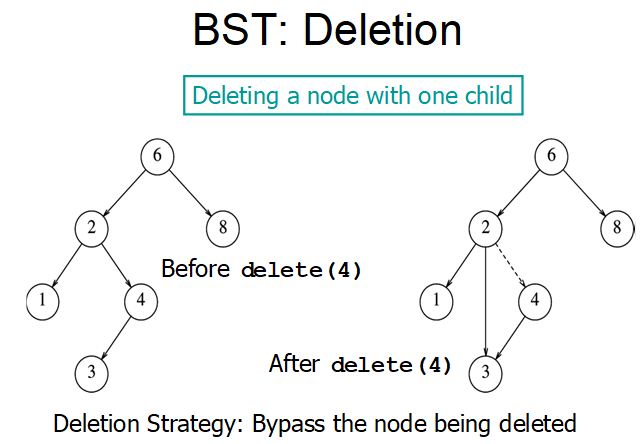 BST: Deletion
Deleting a node with one child
6
2
8
1
4
3
Before delete(4)
6
2
8
1
4
3
After delete(4)
Deletion Strategy: Bypass the node being deleted